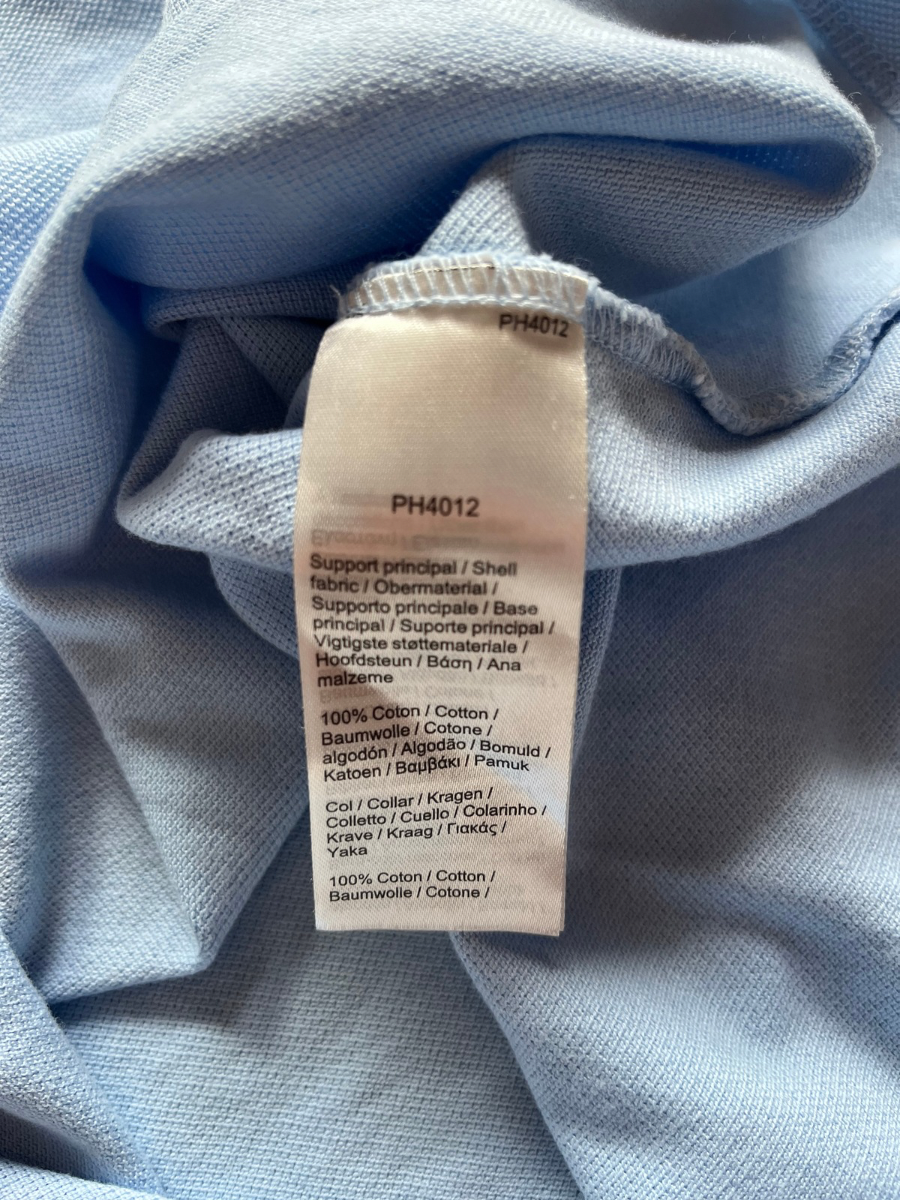 PH4012
PH4012
Support principal / Shell
fabric / Obermaterial /
Supporto principale / Base
principal / Suporte principal /
Vigtigste støttemateriale /
Hoofdsteun / Βάση / Ana
malzeme
100% Coton / Cotton /
Baumwolle / Cotone /
algodón / Algodão / Bomuld /
Katoen / Βαμβάκι / Pamuk
Col / Collar / Kragen /
Colletto / Cuello / Colarinho /
Krave / Kraag / Γιακάς /
Yaka
100% Coton / Cotton /
Baumwolle / Cotone /